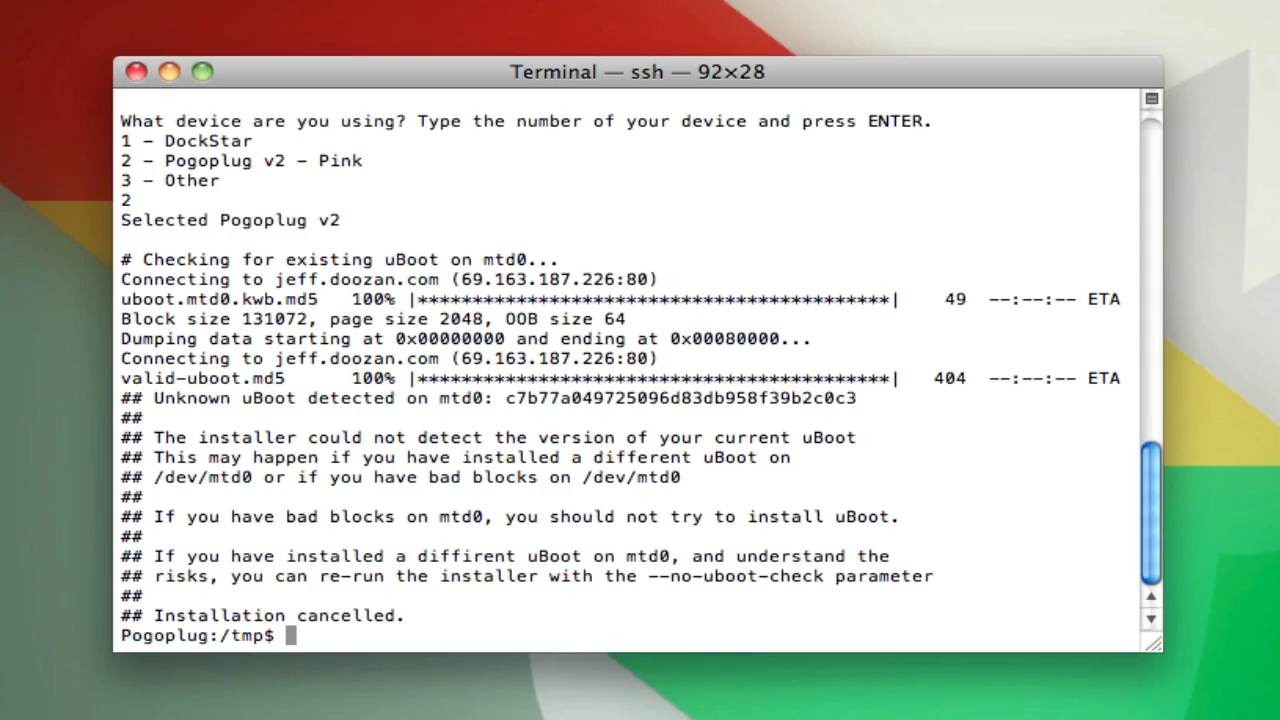 Terminal — ssh — 92×28
What device are you using? Type the number of your device and press ENTER.
1 - DockStar
2 - Pogoplug v2 - Pink
3 - Other
2
Selected Pogoplug v2
# Checking for existing uBoot on mtd0...
Connecting to jeff.doozan.com (69.163.187.226:80)
uboot.mtd0.kwb.md5   100% |*******************************************|    49  --:--:-- ETA
Block size 131072, page size 2048, OOB size 64
Dumping data starting at 0x00000000 and ending at 0x00080000...
Connecting to jeff.doozan.com (69.163.187.226:80)
valid-uboot.md5      100% |*******************************************|   404  --:--:-- ETA
## Unknown uBoot detected on mtd0: c7b77a049725096d83db958f39b2c0c3
##
## The installer could not detect the version of your current uBoot
## This may happen if you have installed a different uBoot on
## /dev/mtd0 or if you have bad blocks on /dev/mtd0
##
## If you have bad blocks on mtd0, you should not try to install uBoot.
##
## If you have installed a diffirent uBoot on mtd0, and understand the
## risks, you can re-run the installer with the --no-uboot-check parameter
##
## Installation cancelled.
Pogoplug:/tmp$